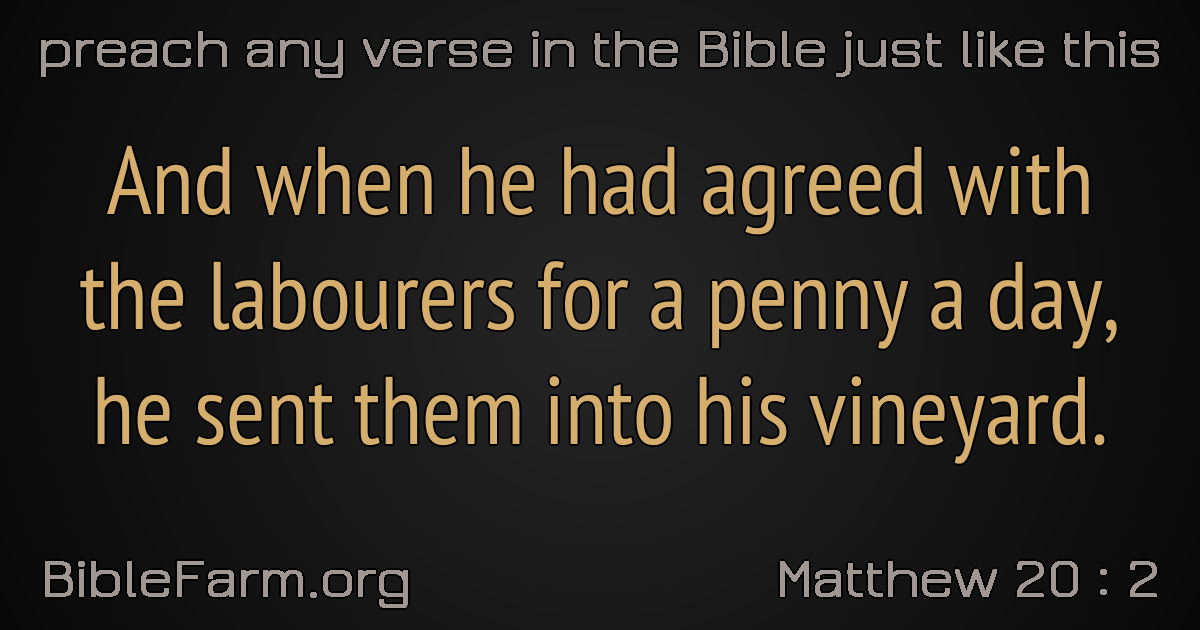 preach any verse in the Bible just like this
And when he had agreed with
the labourers for a penny a day,
he sent them into his vineyard.
BibleFarm.org
Matthew 20 : 2